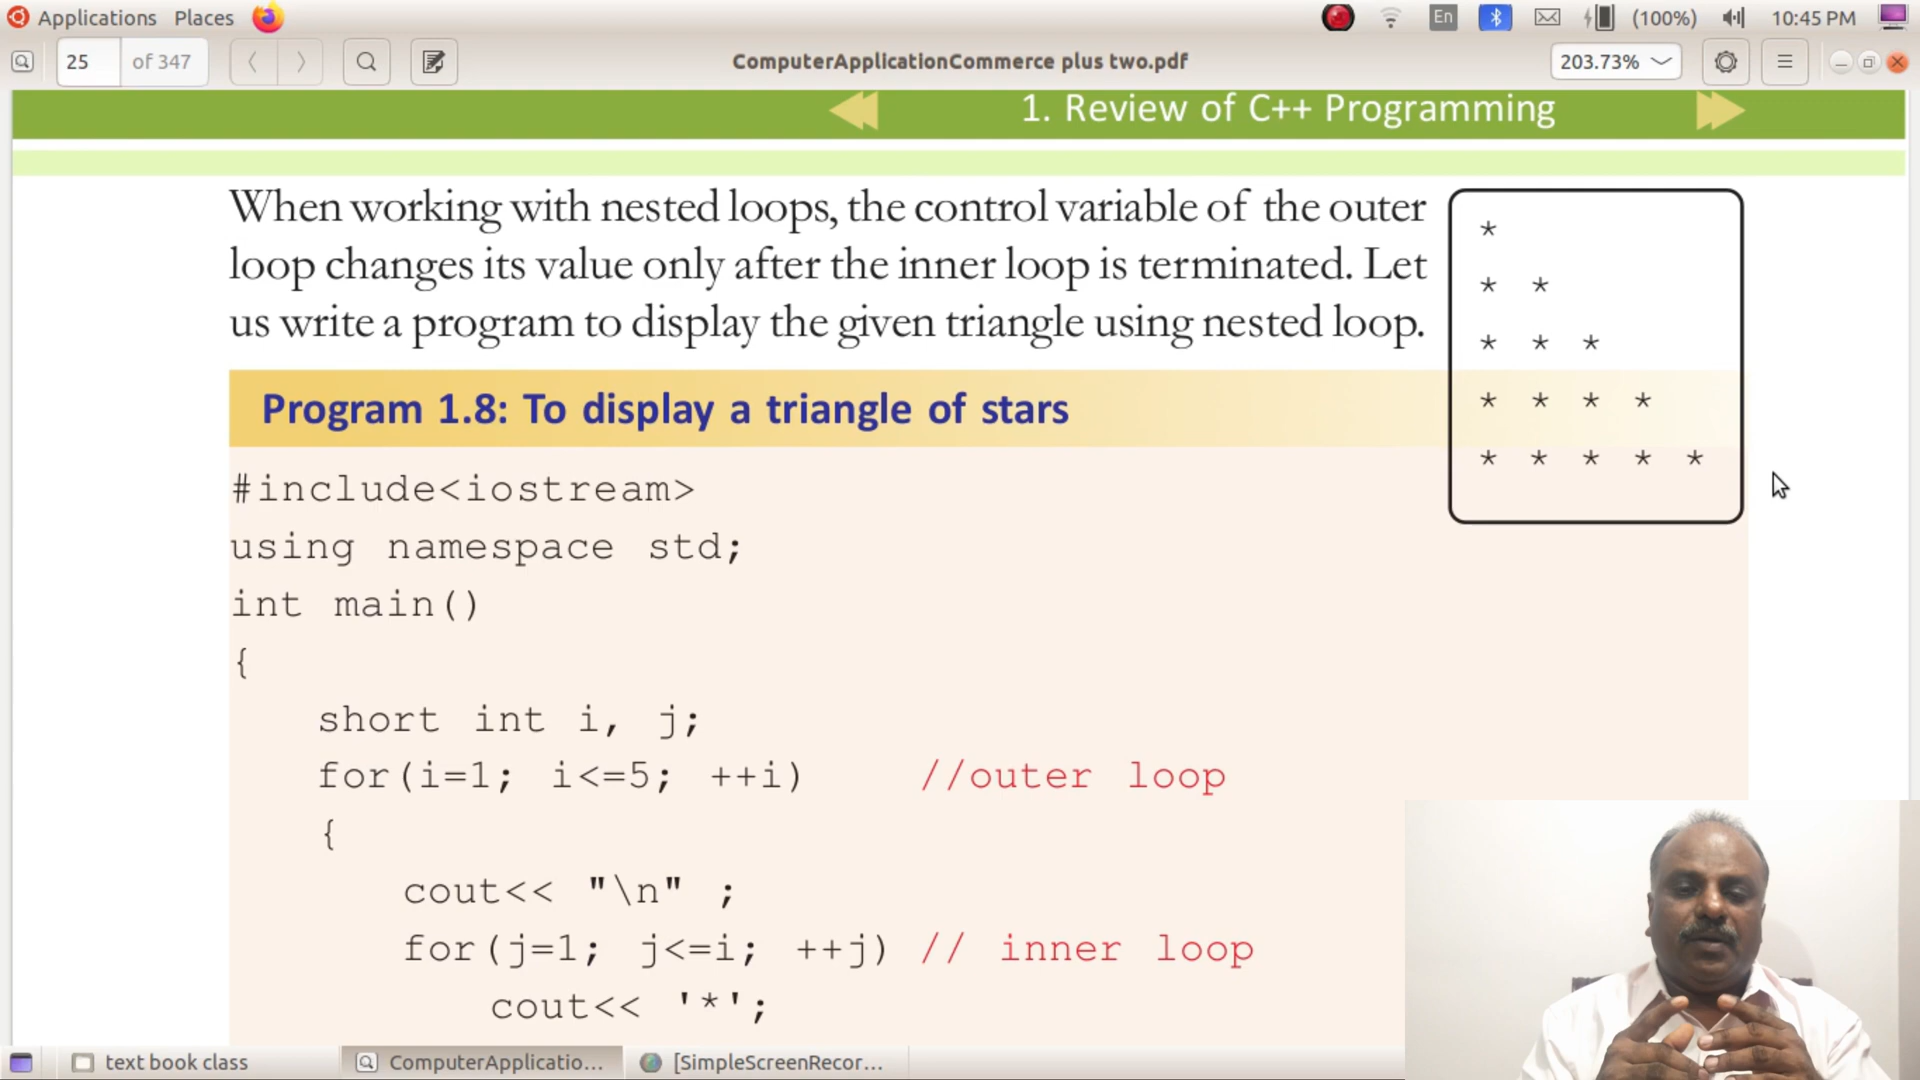 Applications Places En (100%) 10:45 PM
25 of 347 ComputerApplicationCommerce plus two.pdf 203.73%
1. Review of C++ Programming
When working with nested loops, the control variable of the outer
loop changes its value only after the inner loop is terminated. Let
us write a program to display the given triangle using nested loop.
*
* *
* * *
* * * *
* * * * *
Program 1.8: To display a triangle of stars
#include<iostream>
using namespace std;
int main()
{
short int i, j;
for(i=1; i<=5; ++i) //outer loop
{
cout<< "\n" ;
for(j=1; j<=i; ++j) // inner loop
cout<< '*';
text book class ComputerApplicatio... [SimpleScreenRecor...